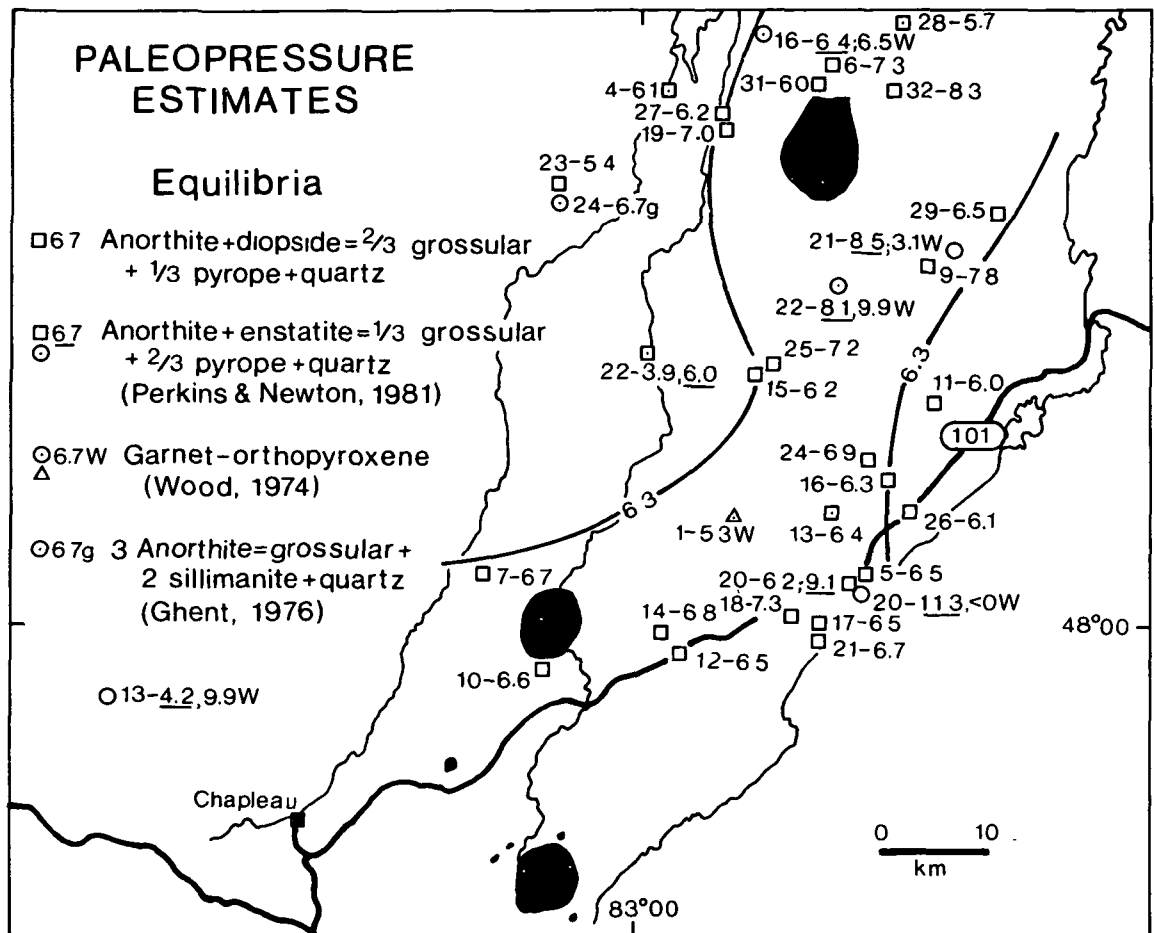 PALEOPRESSURE
ESTIMATES
Equilibria
67 Anorthite+diopside=2/3 grossular
+ 1/3 pyrope+quartz
6.7 Anorthite+enstatite=1/3 grossular
+ 2/3 pyrope+quartz
(Perkins & Newton, 1981)
6.7W Garnet-orthopyroxene
(Wood, 1974)
67g 3 Anorthite=grossular+
2 sillimanite+quartz
(Ghent, 1976)
28-5.7
16-6 4;6.5W
6-73
4-61
31-60
32-83
27-6.2
19-7.0
23-54
24-6.7g
29-6.5
21-8 5;3.1W
9-78
22-81,9.9W
22-3.9,6.0
25-72
15-62
6.3
11-6.0
101
24-69
16-6.3
63
1-53W
13-64
26-6.1
7-67
20-62;9.1
5-65
20-113,<0W
14-68
18-7.3
17-65
48°00
12-65
21-6.7
10-6.6
13-4.2,9.9W
Chapleau
0 10
km
83°00